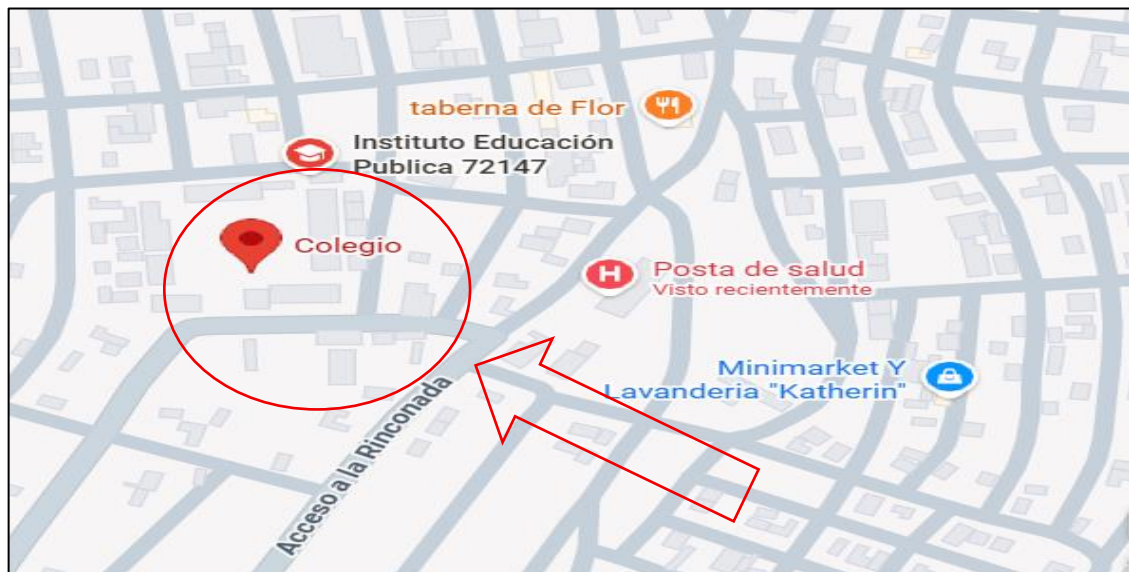 taberna de Flor
Instituto Educación
Publica 72147
Colegio
Posta de salud
Visto recientemente
Minimarket Y
Lavanderia "Katherin"
Acceso a la Rinconada